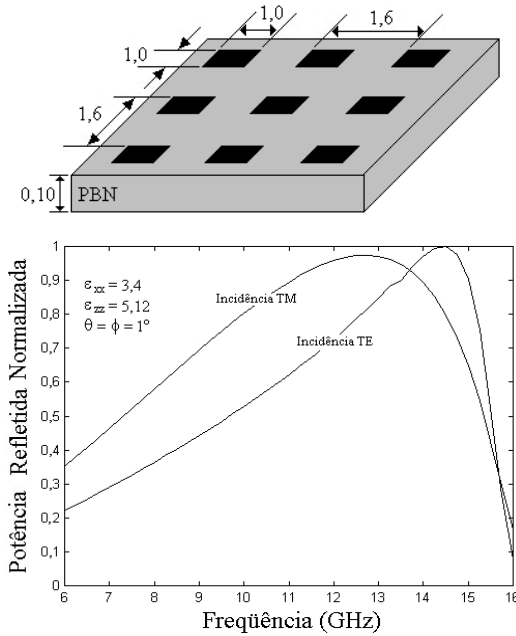 1,0
1,6
1,0
1,6
0,10
PBN
Potência Refletida Normalizada
1
0,9
0,8
0,7
0,6
0,5
0,4
0,3
0,2
0,1
0
εxx = 3,4
εzz = 5,12
θ = ϕ = 1º
Incidência TM
Incidência TE
6 7 8 9 10 11 12 13 14 15 16
Freqüência (GHz)